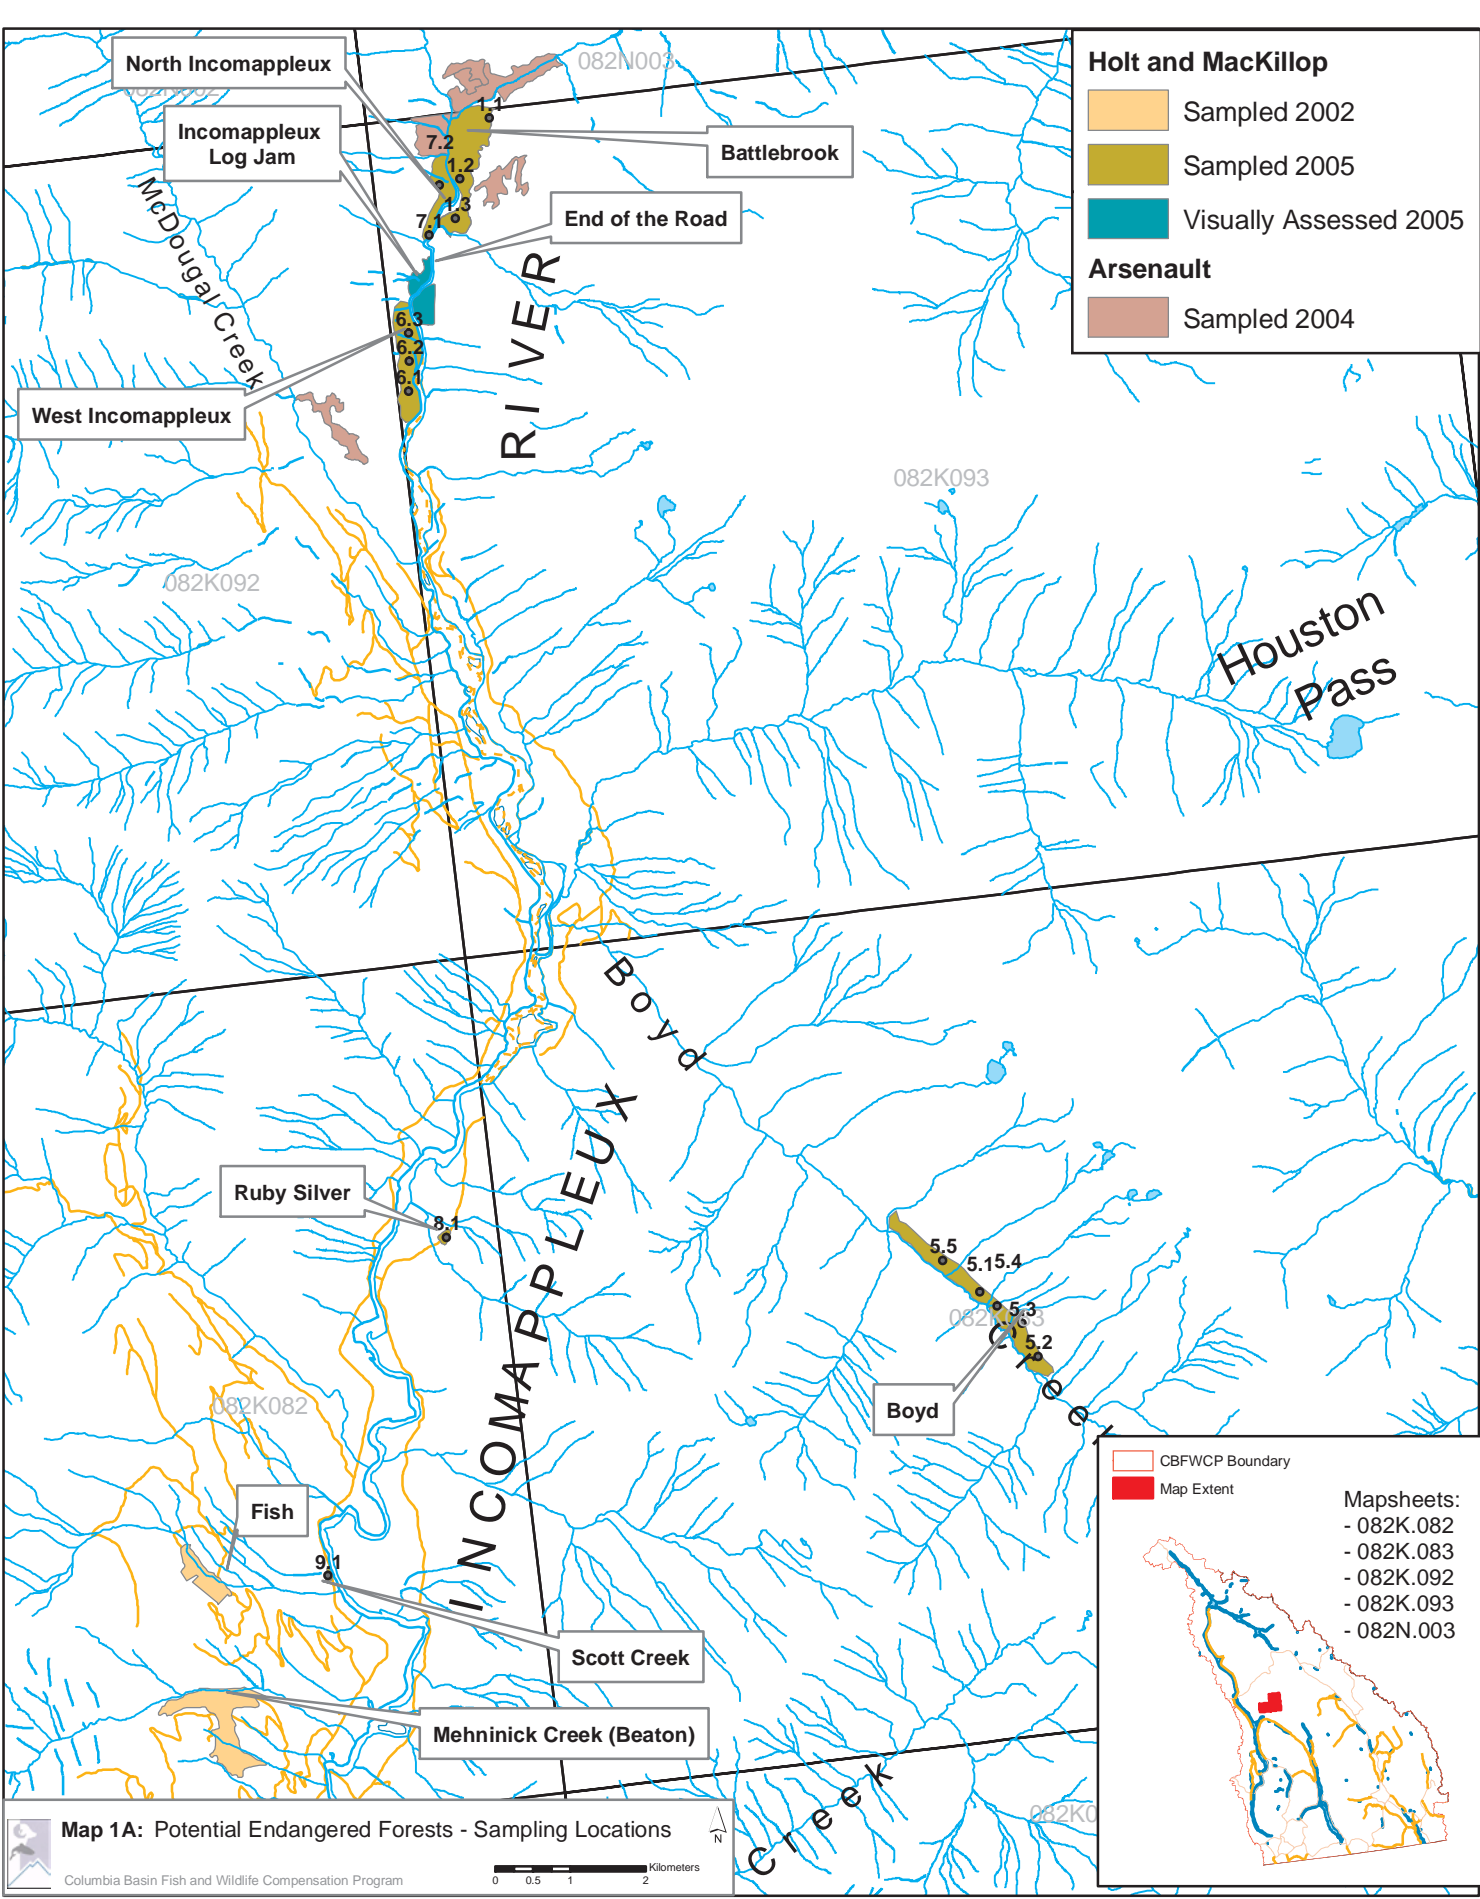 North Incomappleux
082N003
Holt and MacKillop
Sampled 2002
Sampled 2005
Visually Assessed 2005
Arsenault
Sampled 2004
Incomappleux
Log Jam
1.1
7.2
Battlebrook
1.2
1.3
7.1
End of the Road
McDougal Creek
RIVER
6.3
6.2
6.1
West Incomappleux
082K093
082K092
Houston
Pass
Boyd
INCOMAPPLEUX
Ruby Silver
8.1
5.5
5.1 5.4
5.3
5.2
Boyd
082K082
Fish
9.1
Scott Creek
Mehninick Creek (Beaton)
Creek
CBFWCP Boundary
Map Extent
Mapsheets:
- 082K.082
- 082K.083
- 082K.092
- 082K.093
- 082N.003
Map 1A: Potential Endangered Forests - Sampling Locations
N
Columbia Basin Fish and Wildlife Compensation Program
Kilometers
0 0.5 1 2